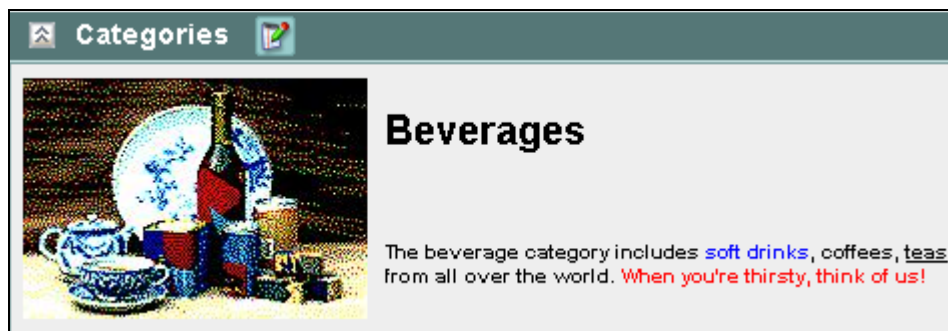 Categories
Beverages
The beverage category includes soft drinks, coffees, teas
from all over the world. When you're thirsty, think of us!